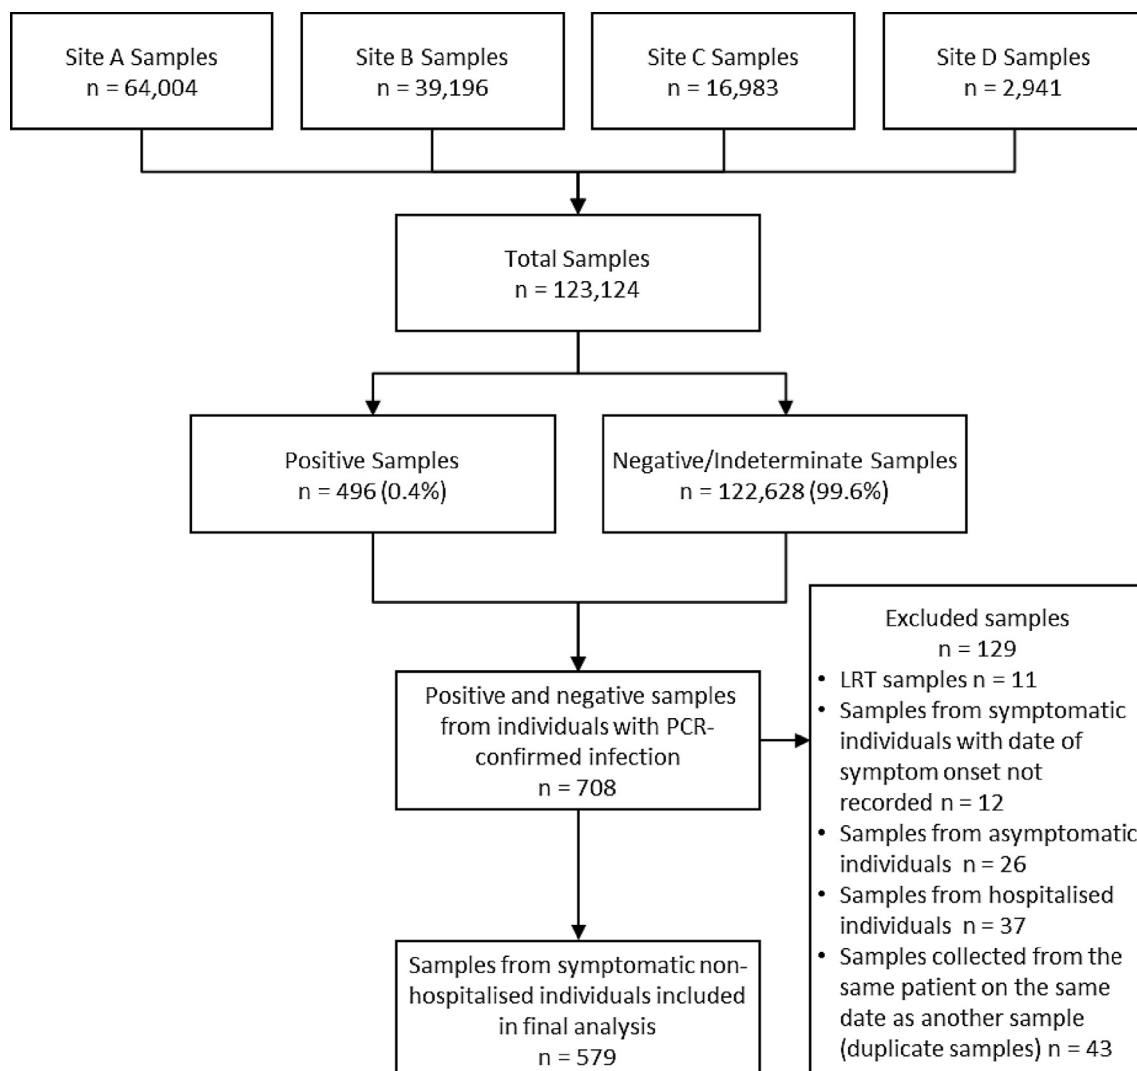 Site A Samples
n = 64,004
Site B Samples
n = 39,196
Site C Samples
n = 16,983
Site D Samples
n = 2,941
Total Samples
n = 123,124
Positive Samples
n = 496 (0.4%)
Negative/Indeterminate Samples
n = 122,628 (99.6%)
Positive and negative samples
from individuals with PCR-
confirmed infection
n = 708
Excluded samples
n = 129
• LRT samples n = 11
• Samples from symptomatic
individuals with date of
symptom onset not
recorded n = 12
• Samples from asymptomatic
individuals n = 26
• Samples from hospitalised
individuals n = 37
• Samples collected from the
same patient on the same
date as another sample
(duplicate samples) n = 43
Samples from symptomatic non-
hospitalised individuals included
in final analysis
n = 579